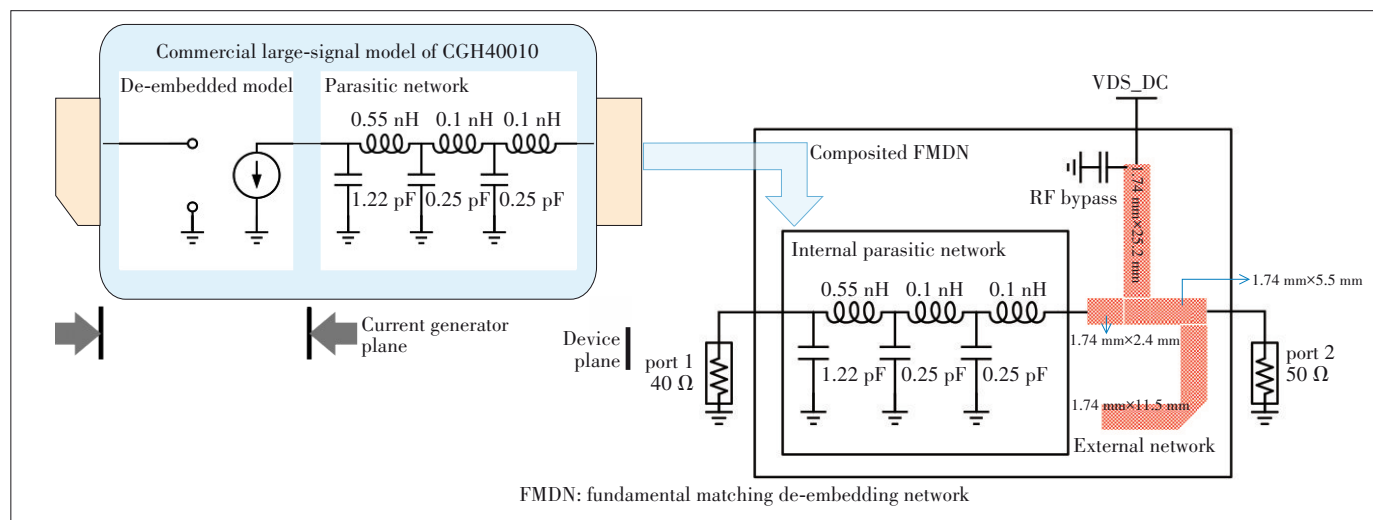 Commercial large-signal model of CGH40010
De-embedded model
Parasitic network
0.55 nH 0.1 nH 0.1 nH
1.22 pF 0.25 pF 0.25 pF
Current generator
plane
Device
plane
VDS_DC
Composited FMDN
RF bypass
1.74 mm×25.2 mm
Internal parasitic network
0.55 nH 0.1 nH 0.1 nH
1.22 pF 0.25 pF 0.25 pF
1.74 mm×5.5 mm
1.74 mm×2.4 mm
port 1
40 Ω
port 2
50 Ω
1.74 mm×11.5 mm
External network
FMDN: fundamental matching de-embedding network